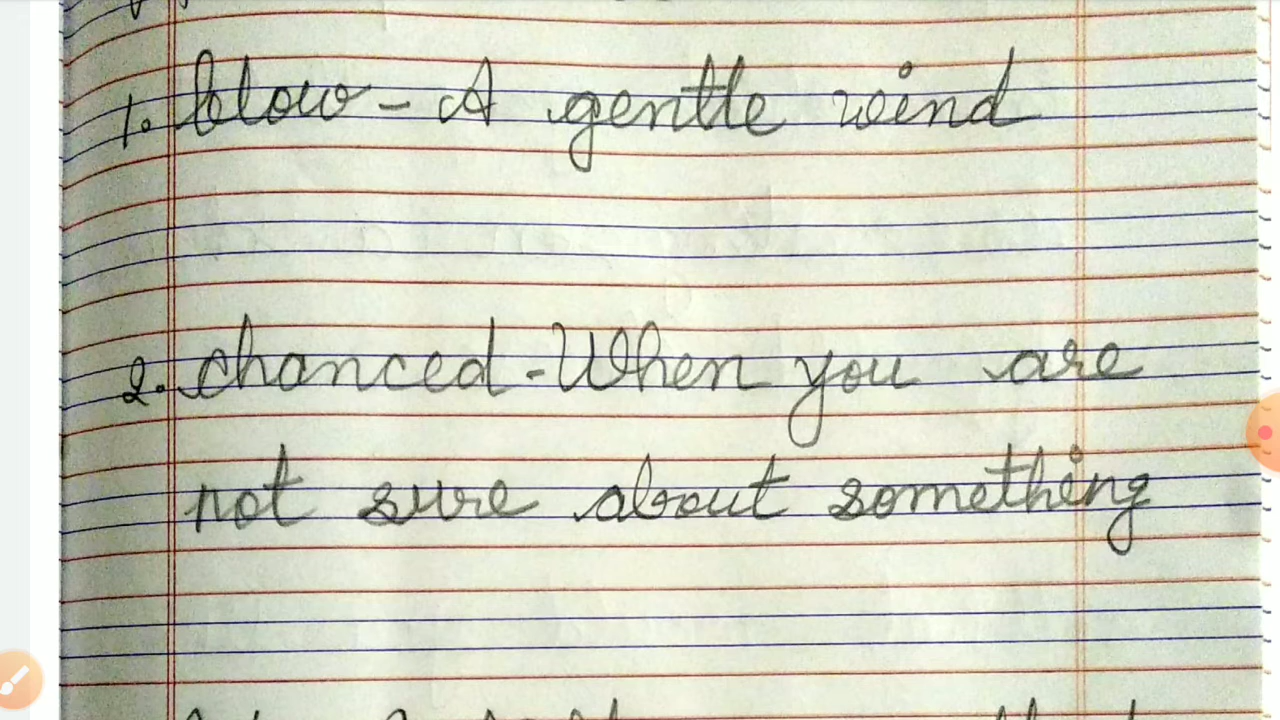 1. blow - A gentle wind
2. chanced - When you are
not sure about something